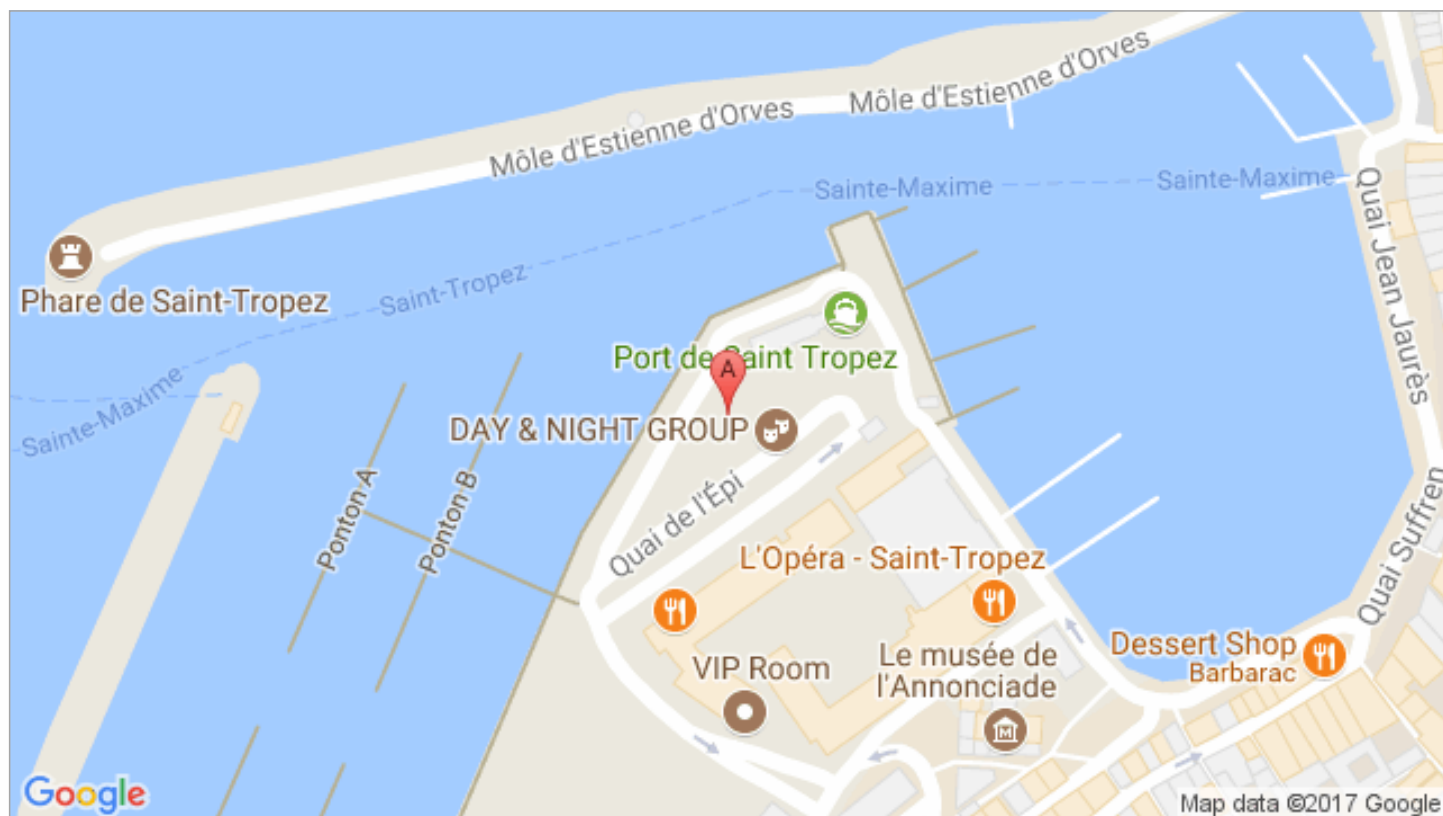 Môle d'Estienne d'Orves
Môle d'Estienne d'Orves
Sainte-Maxime
Sainte-Maxime
Quai Jean Jaurès
Phare de Saint-Tropez
Saint-Tropez
Sainte-Maxime
Port de Saint Tropez
A
DAY & NIGHT GROUP
Ponton A
Ponton B
Quai de l'Épi
Quai Suffren
L'Opéra - Saint-Tropez
Dessert Shop
Barbarac
VIP Room
Le musée de
l'Annonciade
M
Google
Map data ©2017 Google